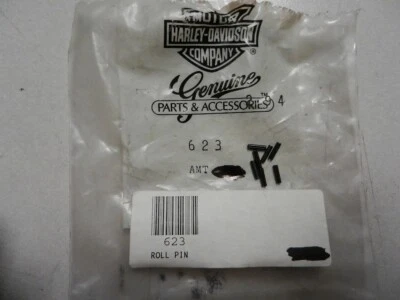 MOTOR
HARLEY-DAVIDSON
COMPANY
®
Genuine
PARTS & ACCESSORIES
623
AMT
623
ROLL PIN